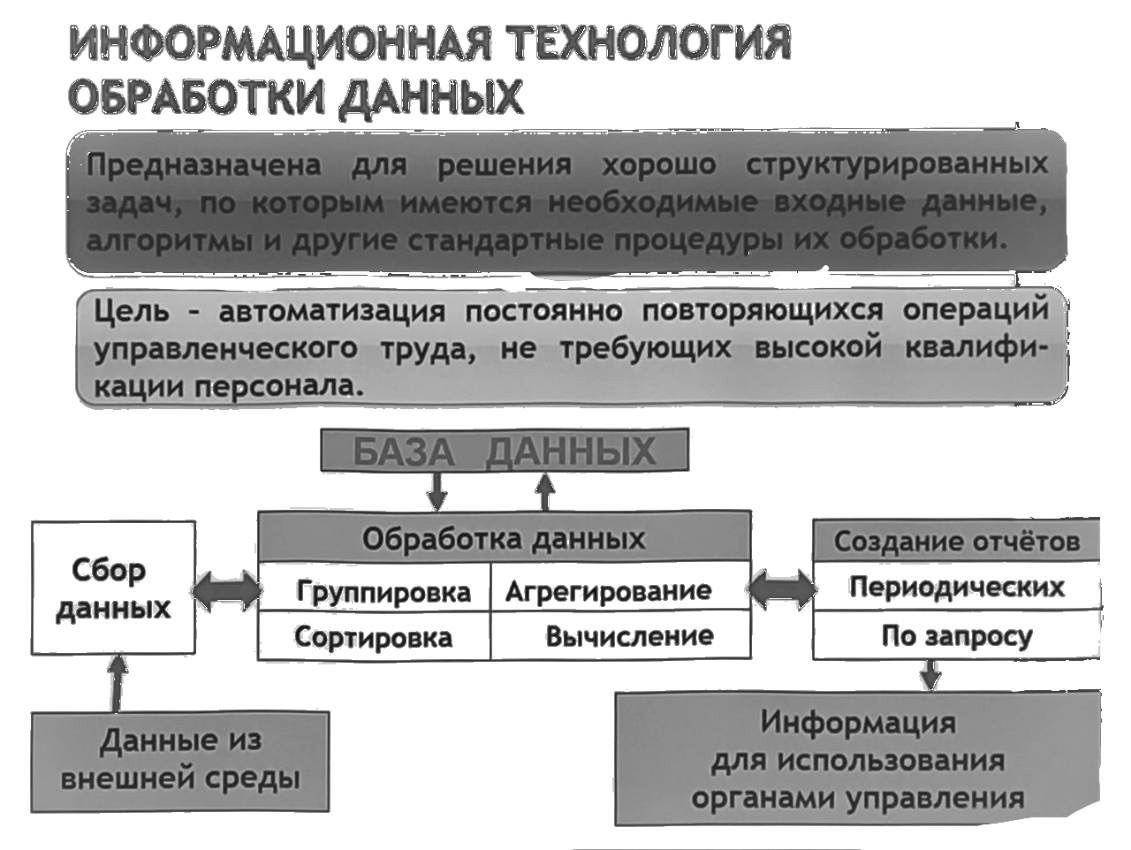 ИНФОРМАЦИОННАЯ ТЕХНОЛОГИЯ
ОБРАБОТКИ ДАННЫХ
Предназначена для решения хорошо структурированных
задач, по которым имеются необходимые входные данные,
алгоритмы и другие стандартные процедуры их обработки.
Цель - автоматизация постоянно повторяющихся операций
управленческого труда, не требующих высокой квалифи-
кации персонала.
БАЗА ДАННЫХ
Сбор
данных
Обработка данных
Группировка
Агрегирование
Сортировка
Вычисление
Создание отчётов
Периодических
По запросу
Данные из
внешней среды
Информация
для использования
органами управления